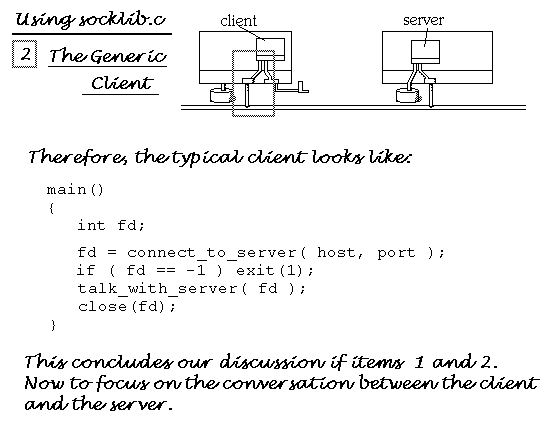 Using socklib.c
2 The Generic
Client
client
server
Therefore, the typical client looks like:
main()
{
int fd;
fd = connect_to_server( host, port );
if ( fd == -1 ) exit(1);
talk_with_server( fd );
close(fd);
}
This concludes our discussion if items 1 and 2.
Now to focus on the conversation between the client
and the server.